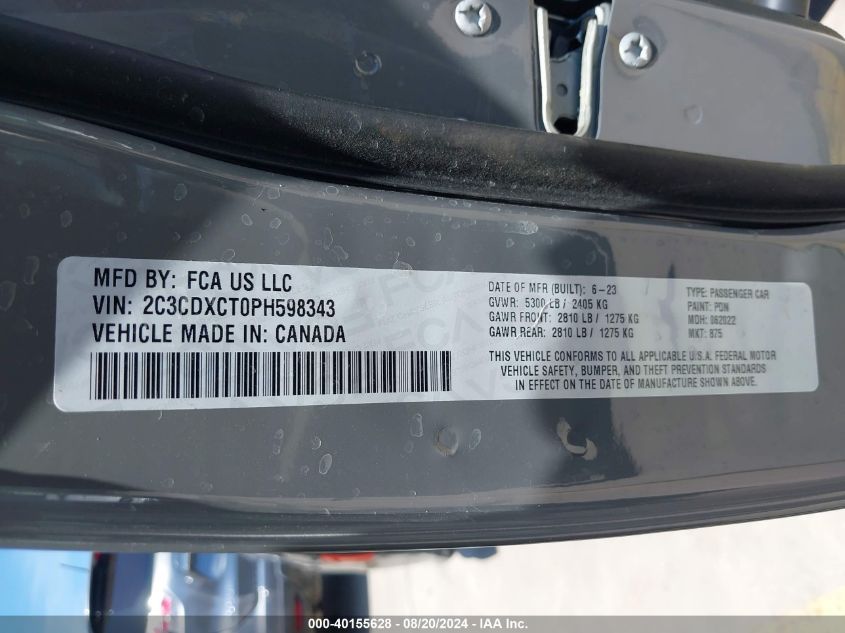 MFD BY: FCA US LLC
VIN: 2C3CDXCT0PH598343
VEHICLE MADE IN: CANADA
DATE OF MFR (BUILT): 6-23
GVWR: 5300 LB / 2405 KG
GAWR FRONT: 2810 LB / 1275 KG
GAWR REAR: 2810 LB / 1275 KG
TYPE: PASSENGER CAR
PAINT: PDN
MDH: 062022
MKT: 875
THIS VEHICLE CONFORMS TO ALL APPLICABLE U.S.A. FEDERAL MOTOR
VEHICLE SAFETY, BUMPER, AND THEFT PREVENTION STANDARDS
IN EFFECT ON THE DATE OF MANUFACTURE SHOWN ABOVE.
000-40155628 - 08/20/2024 - IAA Inc.